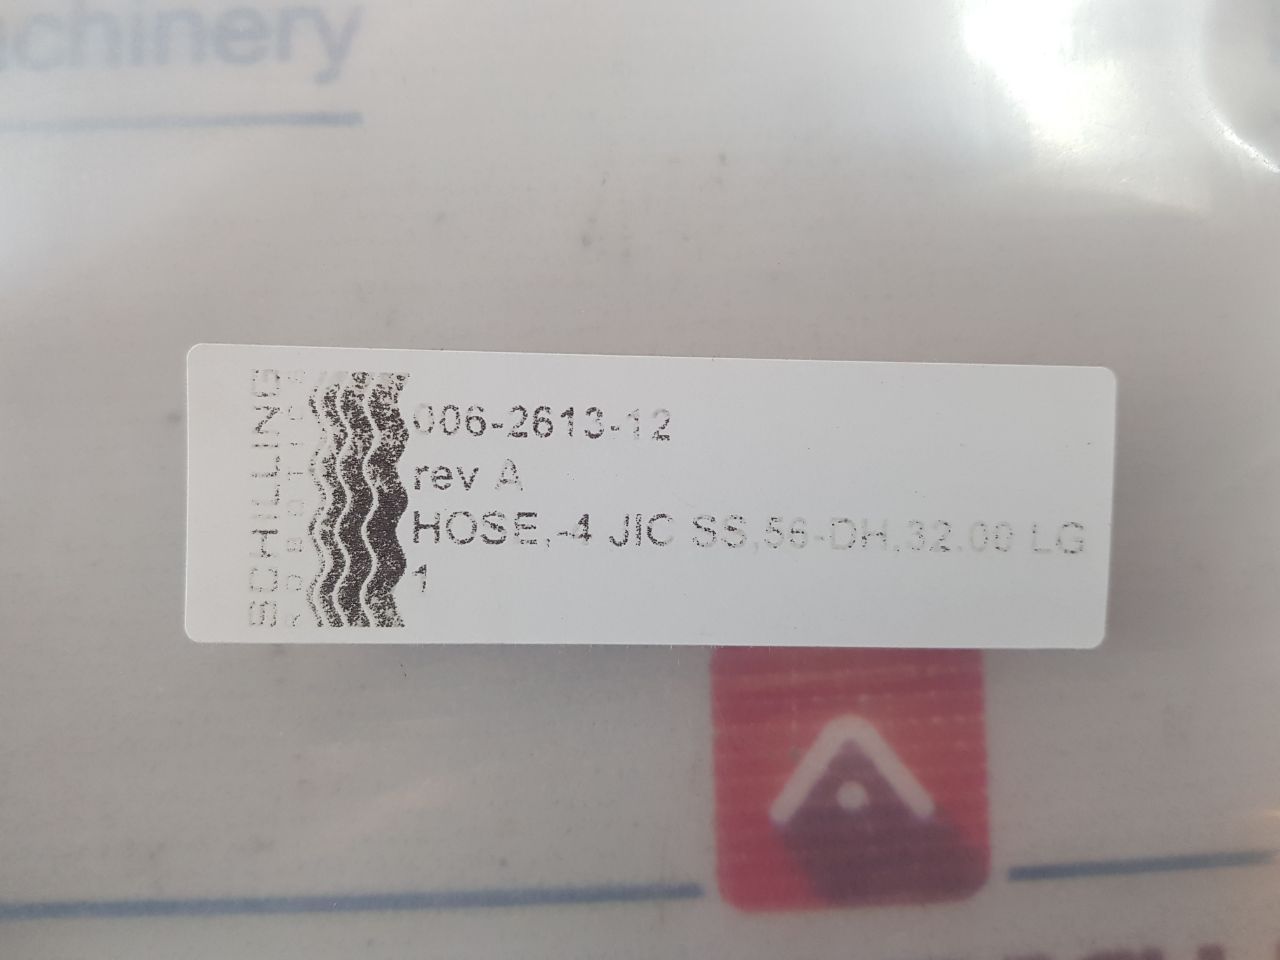 achinery
SCHILLING
ROBOTICS
006-2613-12
rev A
HOSE,-4 JIC SS,56-DH,32.00 LG
1